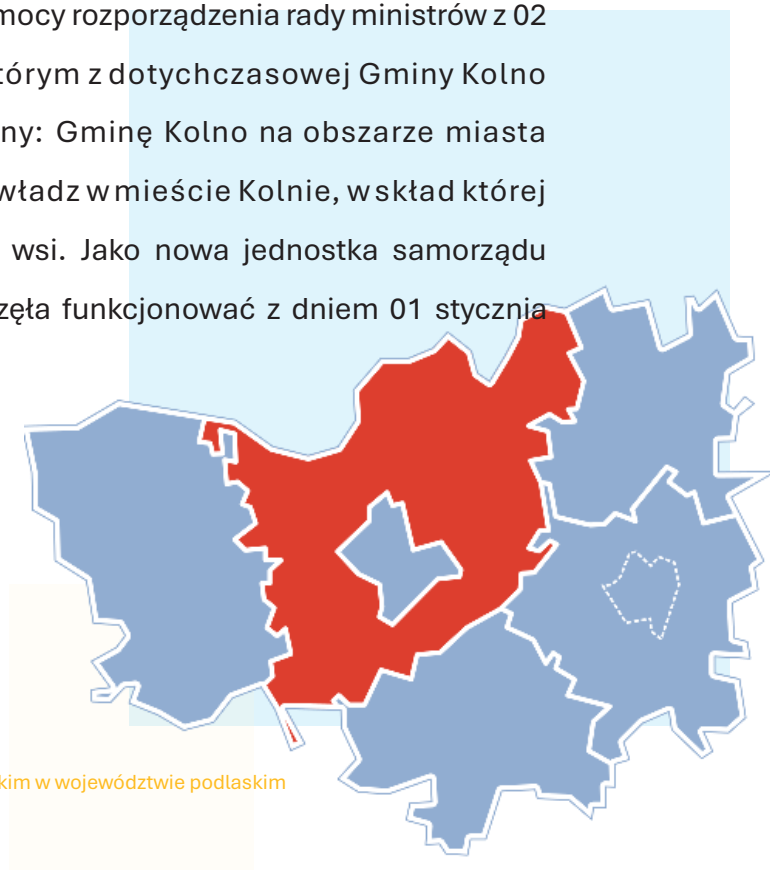 mocy rozporządzenia rady ministrów z 02
którym z dotychczasowej Gminy Kolno
ny: Gminę Kolno na obszarze miasta
władz w mieście Kolnie, w skład której
wsi. Jako nowa jednostka samorządu
zęła funkcjonować z dniem 01 stycznia
kim w województwie podlaskim